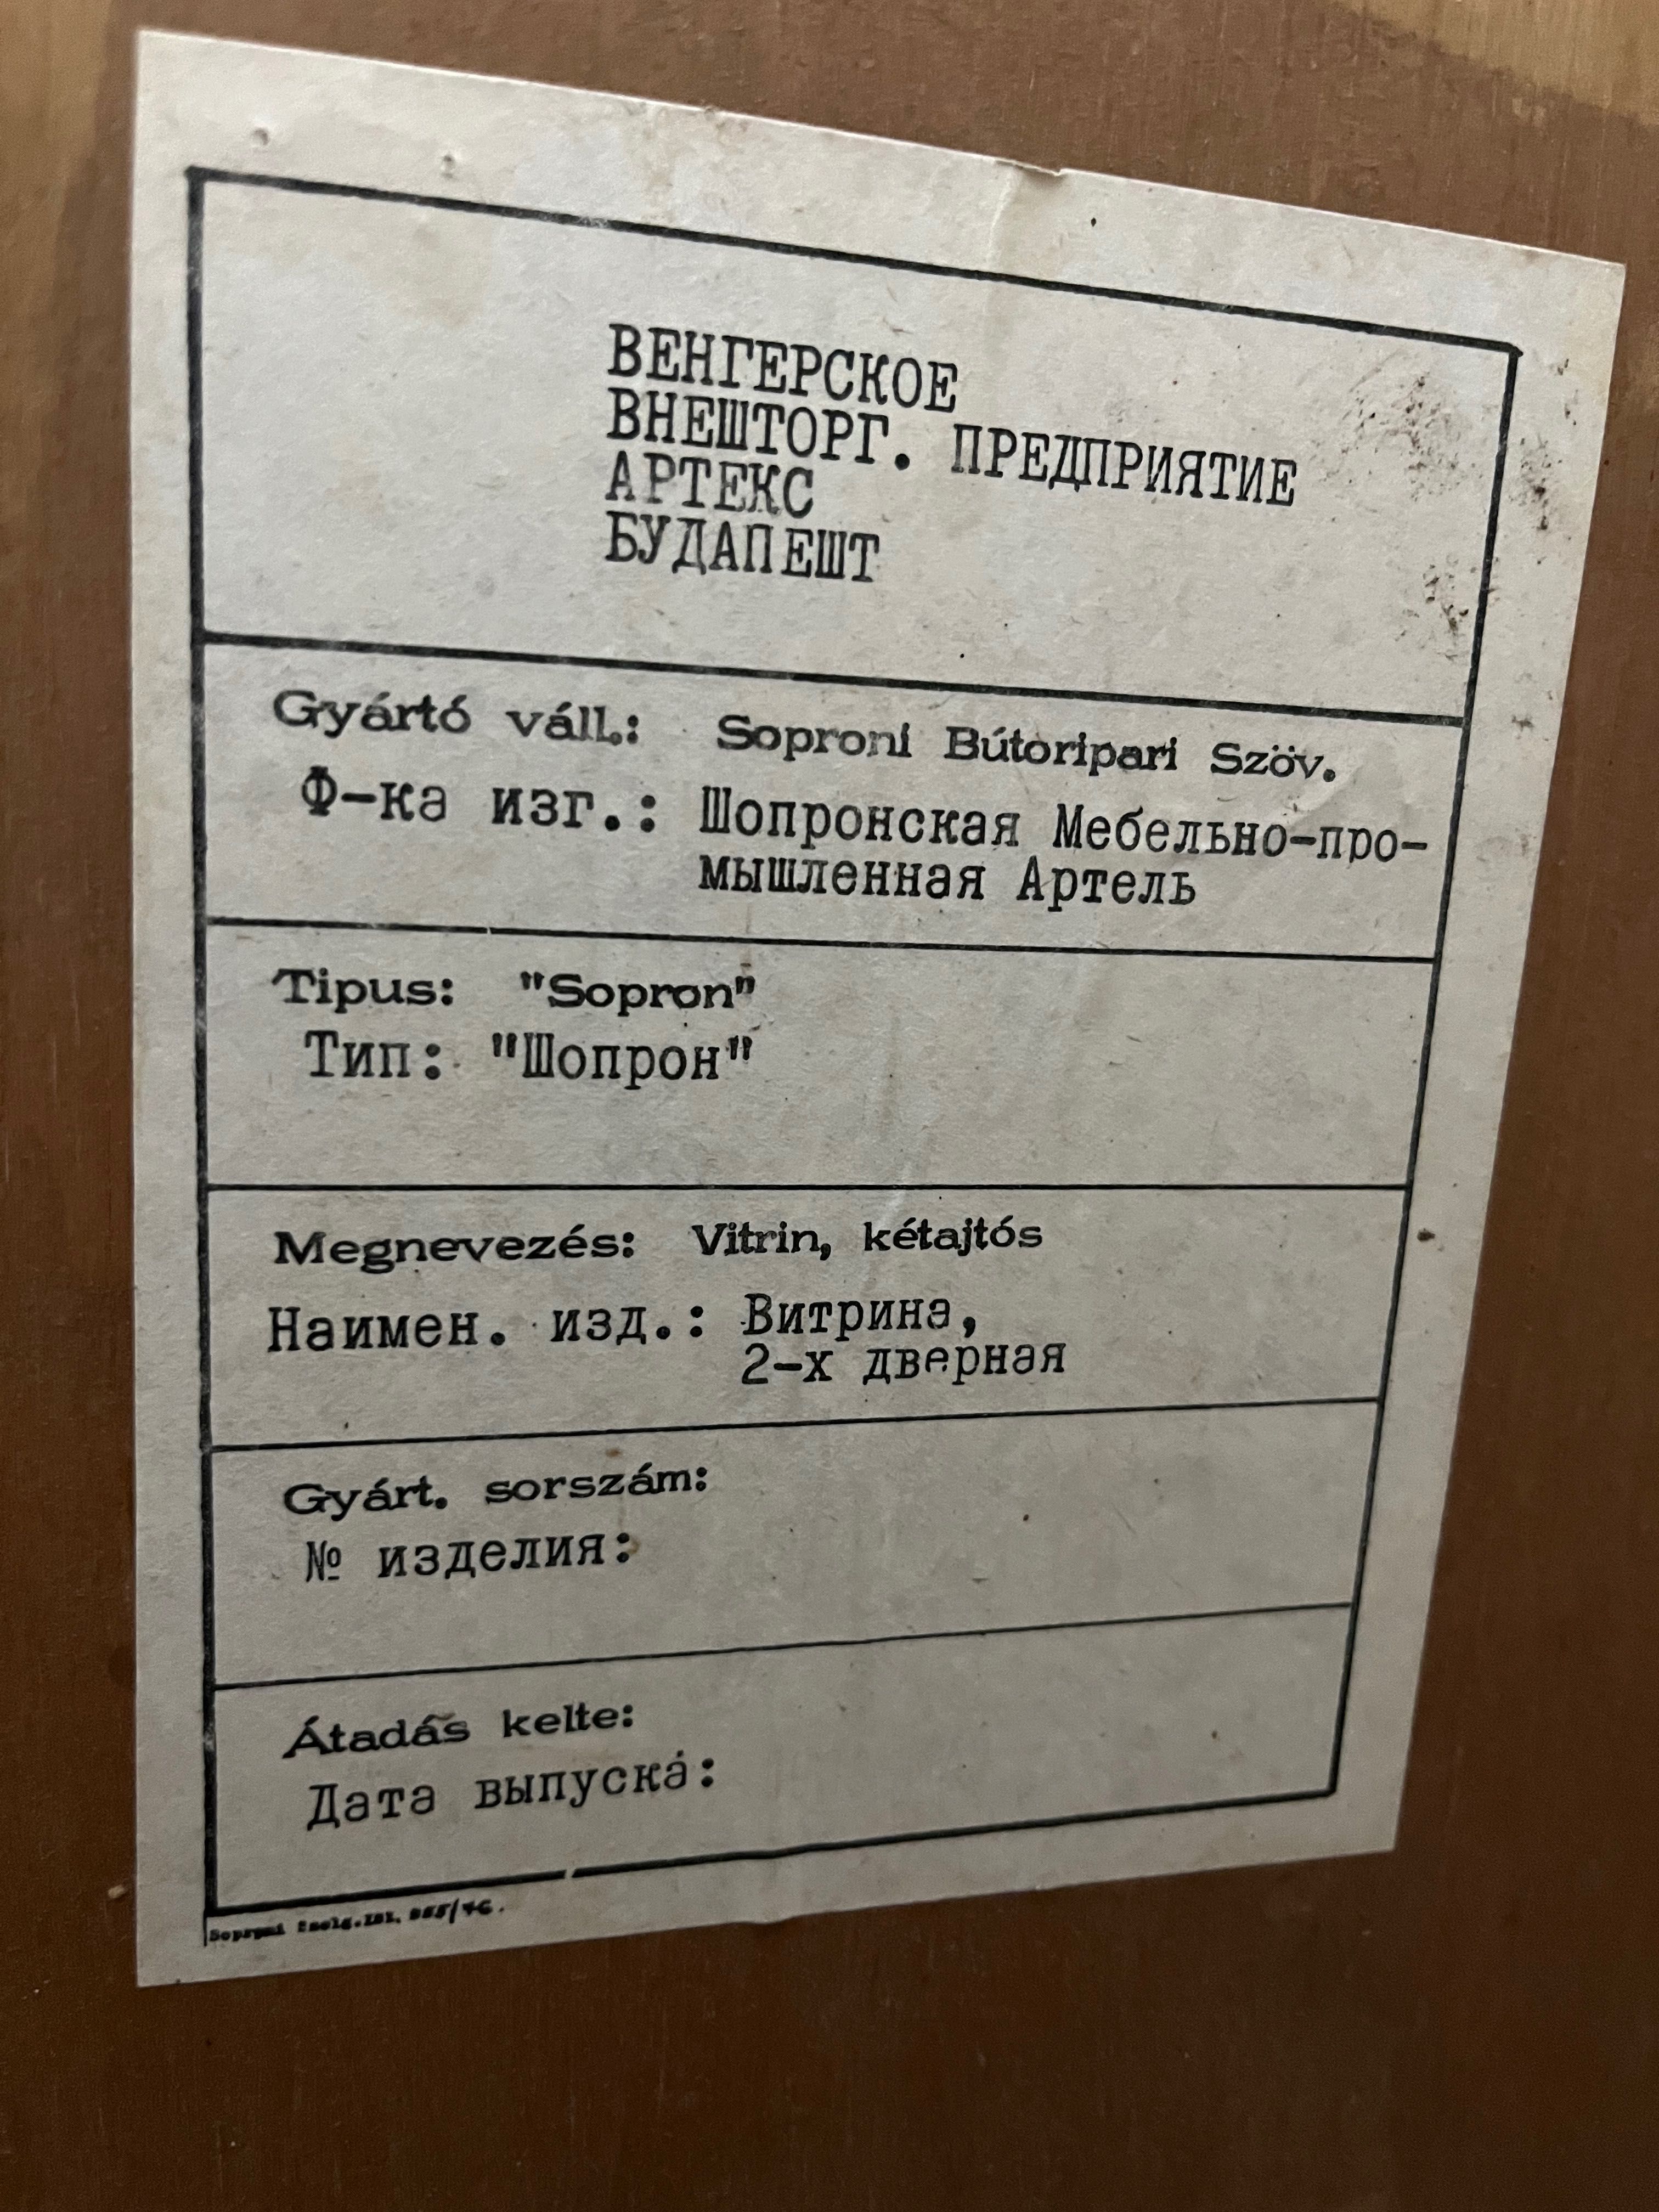 ВЕНГЕРСКОЕ
ВНЕШТОРГ. ПРЕДПРИЯТИЕ
АРТЕКС
БУДАПЕШТ
Gyártó váll.: Soproni Bútoripari Szöv.
Ф-ка изг.: Шопронская Мебельно-про-
мышленная Артель
Tipus: "Sopron"
Тип: "Шопрон"
Megnevezés: Vitrin, kétajtós
Наимен. изд.: Витрина,
2-х дверная
Gyárt. sorszám:
№ изделия:
Átadás kelte:
Дата выпуска:
Soproni